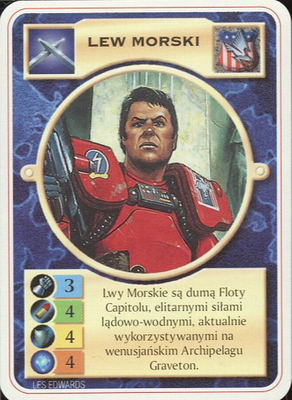 LEW MORSKI
3
4
4
4
Lwy Morskie są dumą Floty
Capitolu, elitarnymi siłami
lądowo-wodnymi, aktualnie
wykorzystywanymi na
wenusjańskim Archipelagu
Graveton.
LES EDWARDS